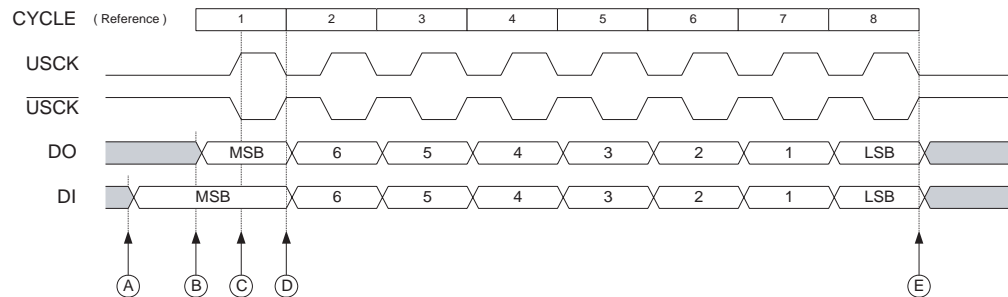 CYCLE ( Reference ) 1 2 3 4 5 6 7 8
USCK
USCK
DO MSB 6 5 4 3 2 1 LSB
DI MSB 6 5 4 3 2 1 LSB
A B C D E